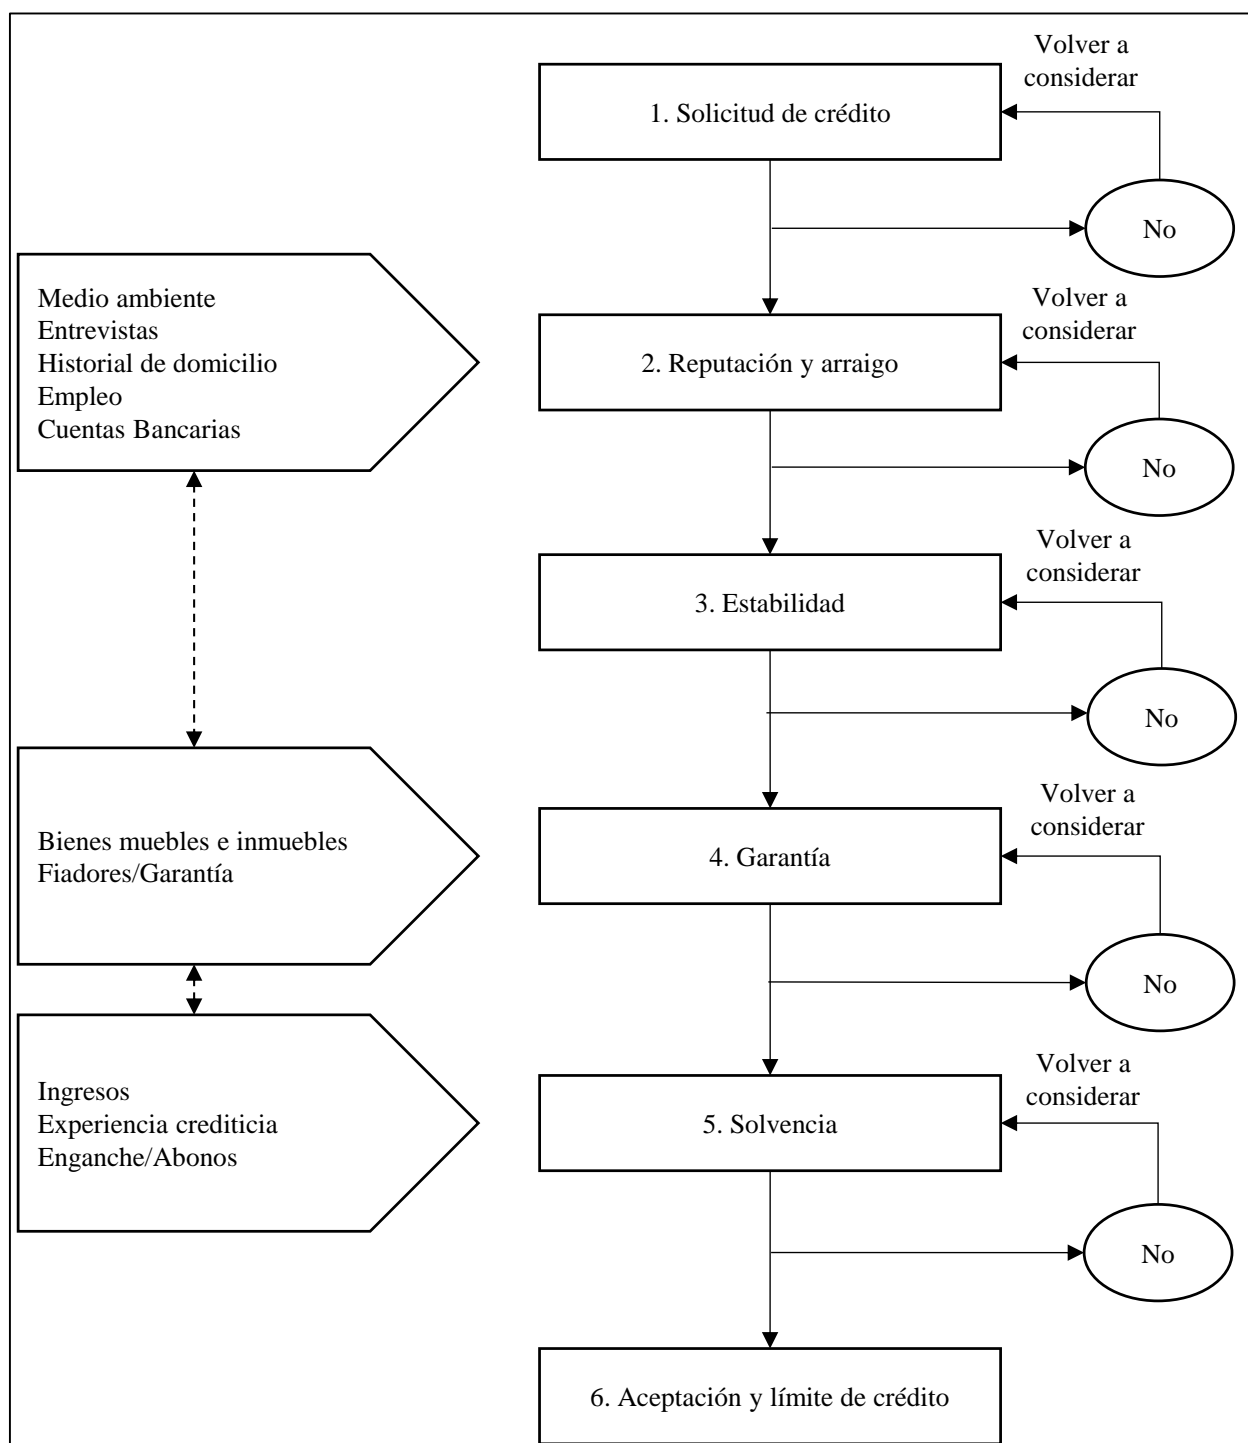 Volver a
considerar
1. Solicitud de crédito
No
Medio ambiente
Entrevistas
Historial de domicilio
Empleo
Cuentas Bancarias
Volver a
considerar
2. Reputación y arraigo
No
Volver a
considerar
3. Estabilidad
No
Bienes muebles e inmuebles
Fiadores/Garantía
Volver a
considerar
4. Garantía
No
Ingresos
Experiencia crediticia
Enganche/Abonos
Volver a
considerar
5. Solvencia
No
6. Aceptación y límite de crédito